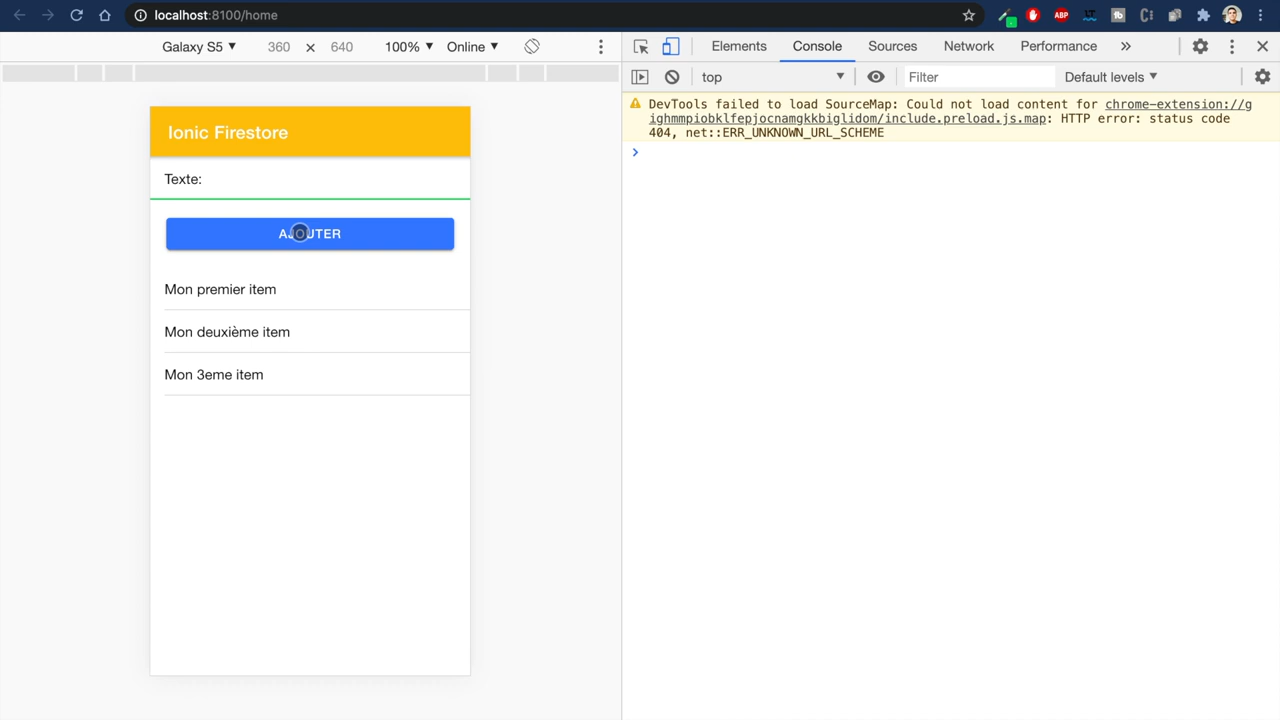 localhost:8100/home
Galaxy S5 ▼ 360 × 640 100% ▼ Online ▼
Elements Console Sources Network Performance »
top ▼ Filter Default levels ▼
DevTools failed to load SourceMap: Could not load content for chrome-extension://g
ighmmpiobklfepjocnamgkkbiglidom/include.preload.js.map: HTTP error: status code
404, net::ERR_UNKNOWN_URL_SCHEME
Ionic Firestore
Texte:
AJOUTER
Mon premier item
Mon deuxième item
Mon 3eme item
ABP